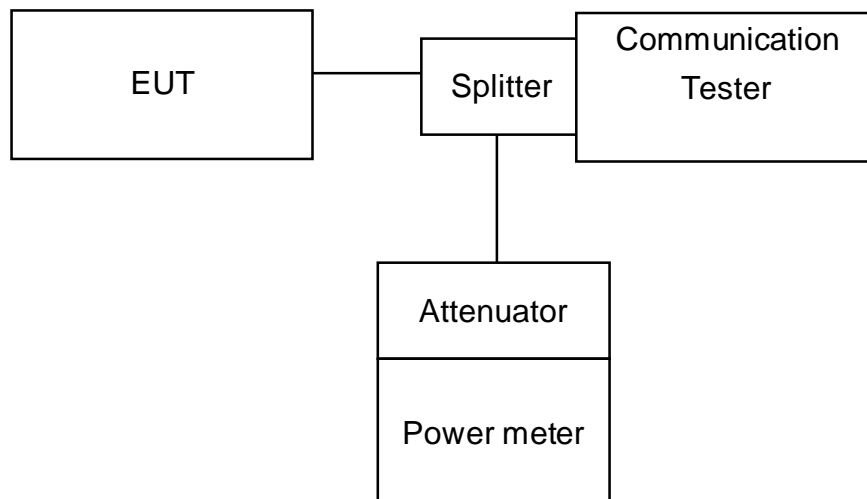 EUT
Splitter
Communication
Tester
Attenuator
Power meter